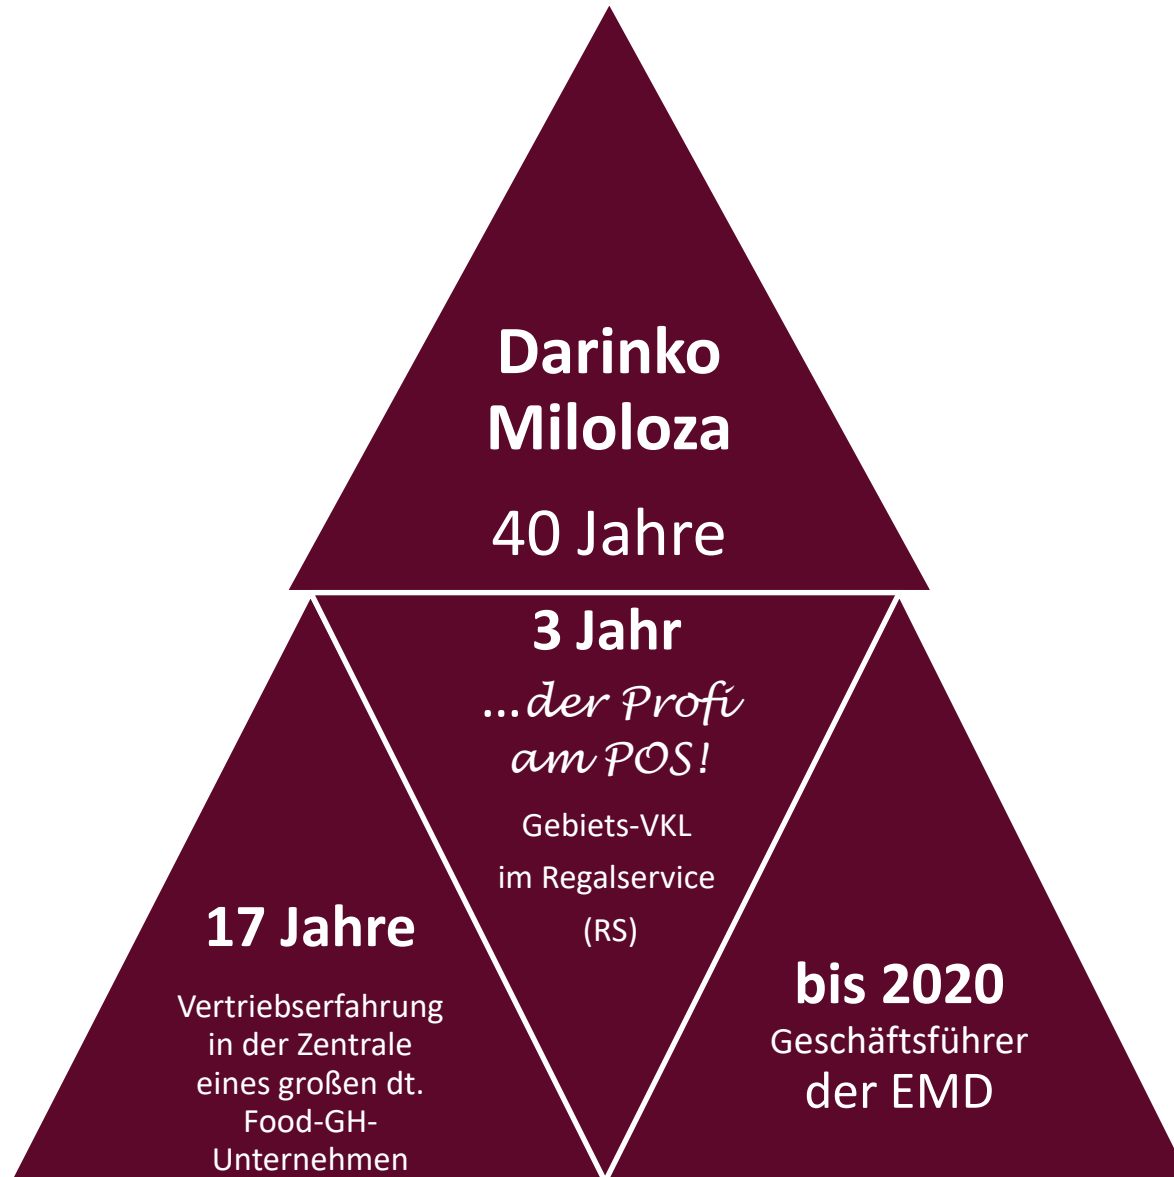 Darinko
Miloloza
40 Jahre
3 Jahr
...der Profi
am POS!
Gebiets-VKL
im Regalservice
(RS)
17 Jahre
Vertriebserfahrung
in der Zentrale
eines großen dt.
Food-GH-
Unternehmen
bis 2020
Geschäftsführer
der EMD